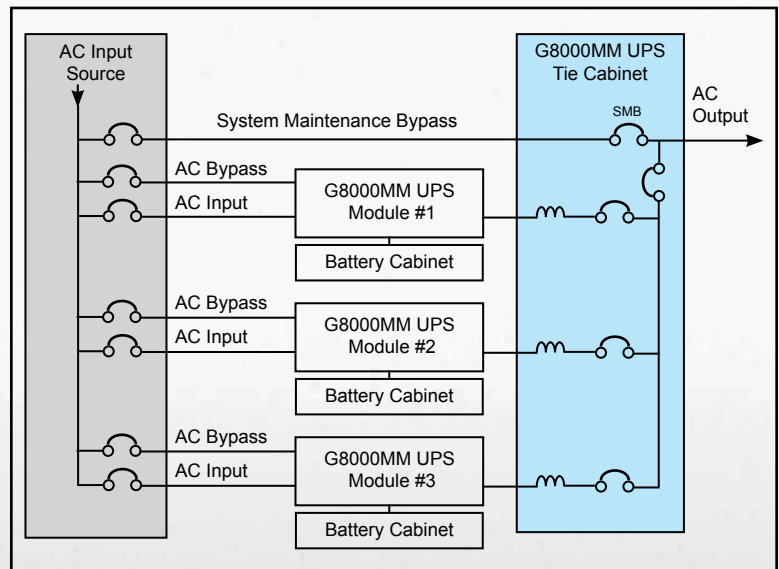 AC Input
Source
G8000MM UPS
Tie Cabinet
AC
Output
SMB
System Maintenance Bypass
AC Bypass
AC Input
G8000MM UPS
Module #1
Battery Cabinet
AC Bypass
AC Input
G8000MM UPS
Module #2
Battery Cabinet
AC Bypass
AC Input
G8000MM UPS
Module #3
Battery Cabinet